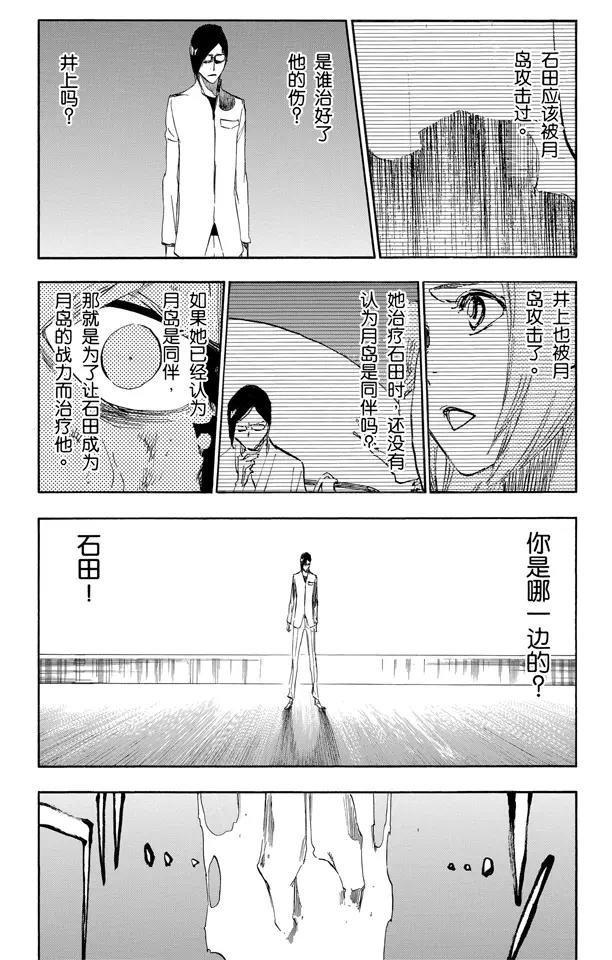 石田应该被月
岛攻击过。
是谁治好了
他的伤?
井上吗?
井上也被月
岛攻击了。
她治疗石田时,还没有
认为月岛是同伴吗?
如果她已经认为
月岛是同伴,
那就是为了让石田成为
月岛的战力而治疗他。
你是哪一边的?
石田!